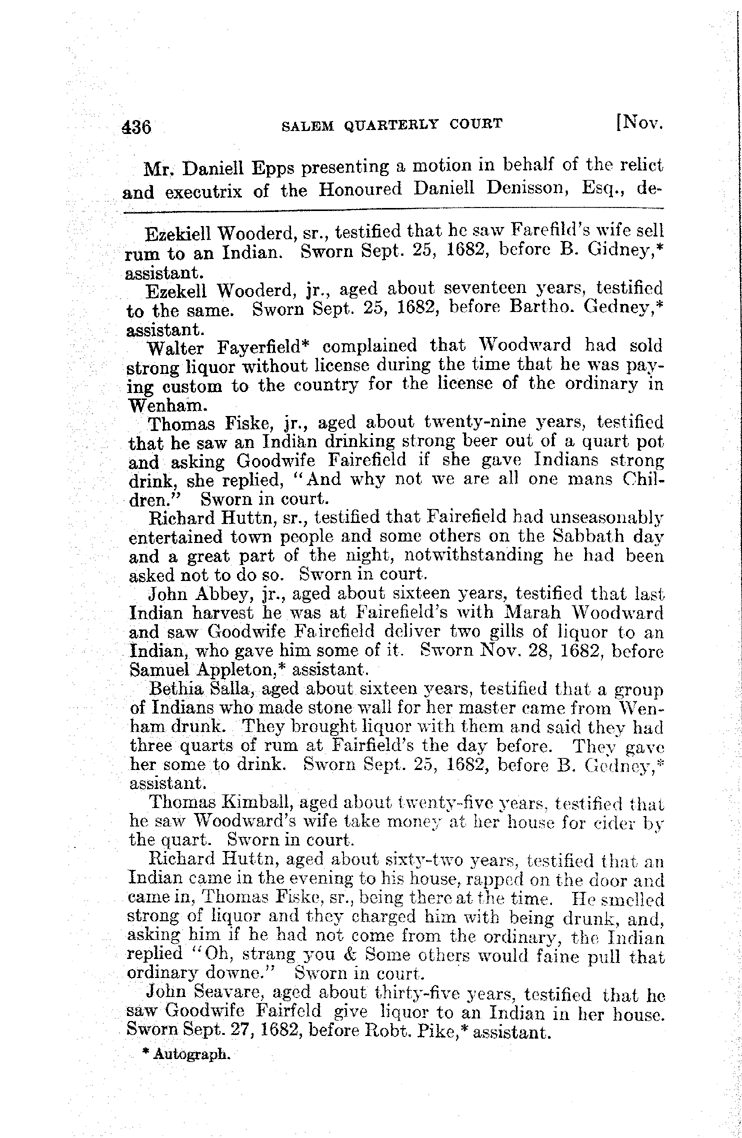 436 SALEM QUARTERLY COURT [Nov.
Mr. Daniell Epps presenting a motion in behalf of the relict
and executrix of the Honoured Daniell Denisson, Esq., de-
Ezekiell Wooderd, sr., testified that he saw Farefild's wife sell
rum to an Indian. Sworn Sept. 25, 1682, before B. Gidney,*
assistant.
Ezekell Wooderd, jr., aged about seventeen years, testified
to the same. Sworn Sept. 25, 1682, before Bartho. Gedney,*
assistant.
Walter Fayerfield* complained that Woodward had sold
strong liquor without license during the time that he was pay-
ing custom to the country for the license of the ordinary in
Wenham.
Thomas Fiske, jr., aged about twenty-nine years, testified
that he saw an Indian drinking strong beer out of a quart pot
and asking Goodwife Fairefield if she gave Indians strong
drink, she replied, "And why not we are all one mans Chil-
dren." Sworn in court.
Richard Huttn, sr., testified that Fairefield had unseasonably
entertained town people and some others on the Sabbath day
and a great part of the night, notwithstanding he had been
asked not to do so. Sworn in court.
John Abbey, jr., aged about sixteen years, testified that last
Indian harvest he was at Fairefield's with Marah Woodward
and saw Goodwife Fairefield deliver two gills of liquor to an
Indian, who gave him some of it. Sworn Nov. 28, 1682, before
Samuel Appleton,* assistant.
Bethia Salla, aged about sixteen years, testified that a group
of Indians who made stone wall for her master came from Wen-
ham drunk. They brought liquor with them and said they had
three quarts of rum at Fairfield's the day before. They gave
her some to drink. Sworn Sept. 25, 1682, before B. Gedney,*
assistant.
Thomas Kimball, aged about twenty-five years, testified that
he saw Woodward's wife take money at her house for cider by
the quart. Sworn in court.
Richard Huttn, aged about sixty-two years, testified that an
Indian came in the evening to his house, rapped on the door and
came in, Thomas Fiske, sr., being there at the time. He smelled
strong of liquor and they charged him with being drunk, and,
asking him if he had not come from the ordinary, the Indian
replied "Oh, strang you & Some others would faine pull that
ordinary downe." Sworn in court.
John Seavare, aged about thirty-five years, testified that he
saw Goodwife Fairfeld give liquor to an Indian in her house.
Sworn Sept. 27, 1682, before Robt. Pike,* assistant.
* Autograph.